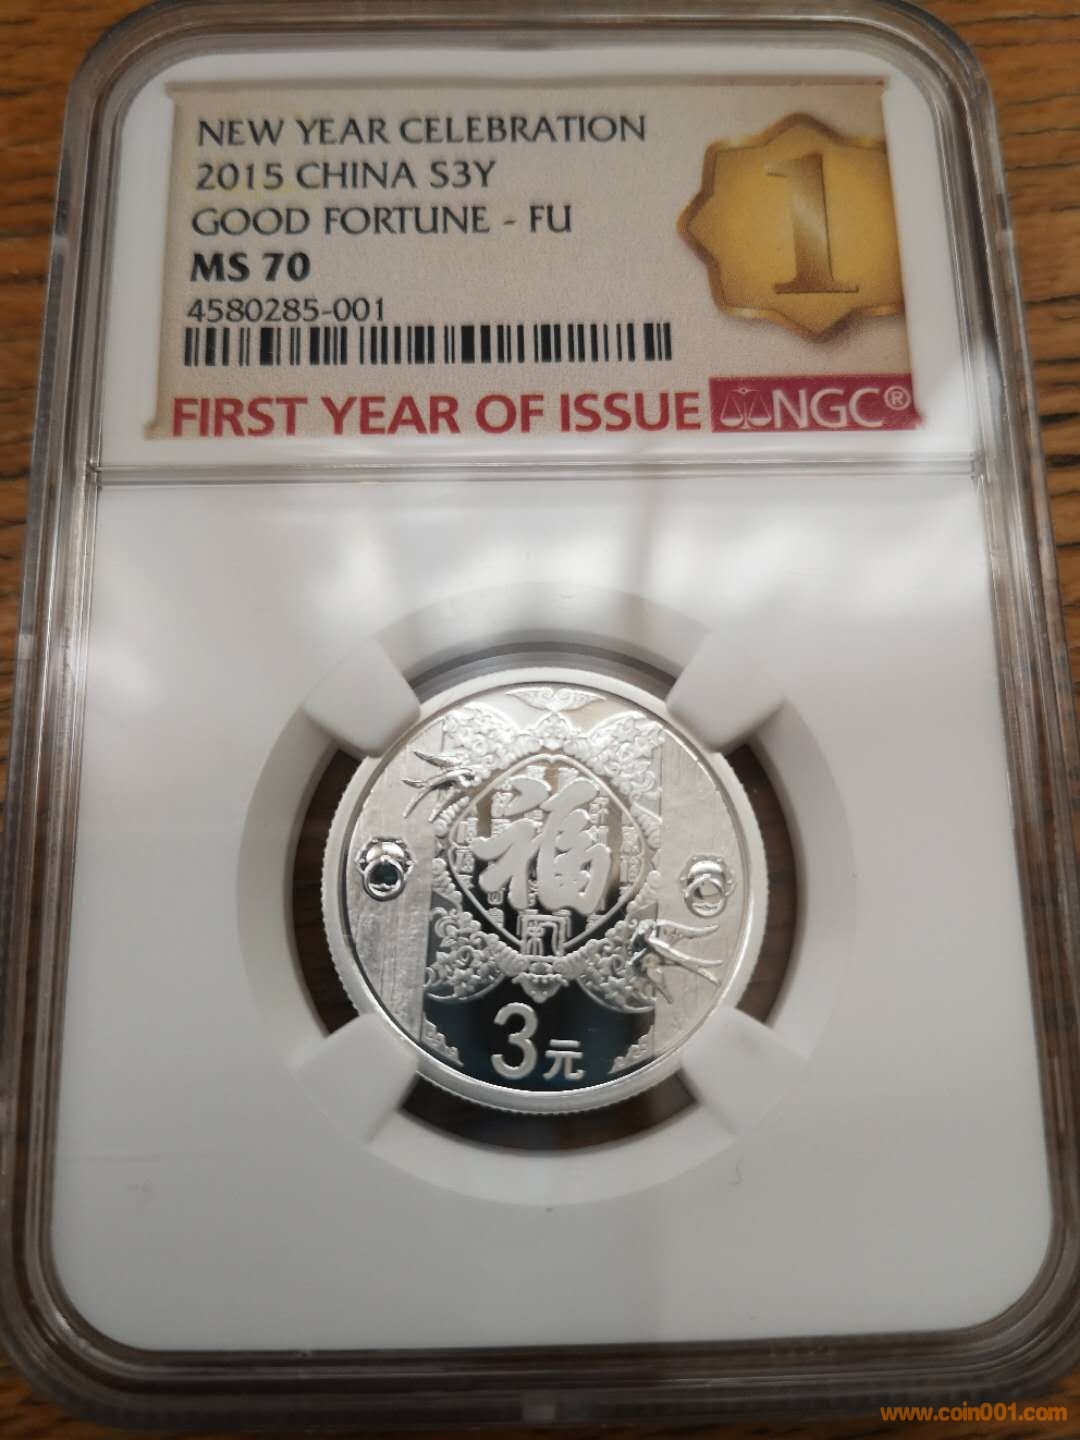 NEW YEAR CELEBRATION
2015 CHINA S3Y
GOOD FORTUNE - FU
MS 70
4580285-001
1
FIRST YEAR OF ISSUE NGC®
福
3元
www.coin001.com